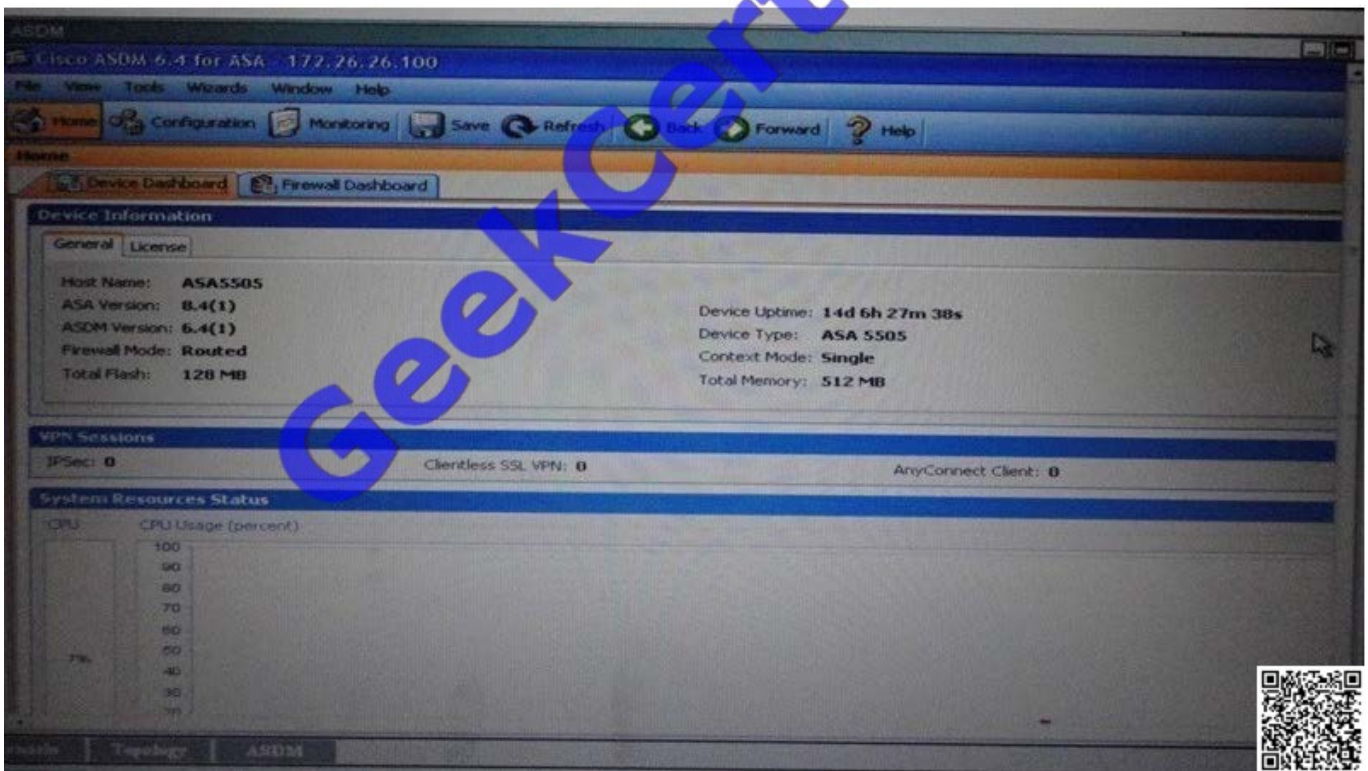 ASDM
Cisco ASDM 6.4 for ASA - 172.26.26.100
File View Tools Wizards Window Help
Home Configuration Monitoring Save Refresh Back Forward Help
Home
Device Dashboard Firewall Dashboard
Device Information
General License
Host Name: ASA5505
ASA Version: 8.4(1)
ASDM Version: 6.4(1)
Firewall Mode: Routed
Total Flash: 128 MB
Device Uptime: 14d 6h 27m 38s
Device Type: ASA 5505
Context Mode: Single
Total Memory: 512 MB
VPN Sessions
IPSec: 0 Clientless SSL VPN: 0 AnyConnect Client: 0
System Resources Status
CPU CPU Usage (percent)
100
90
80
70
60
50
40
30
7%
Topology ASDM
GeekCert